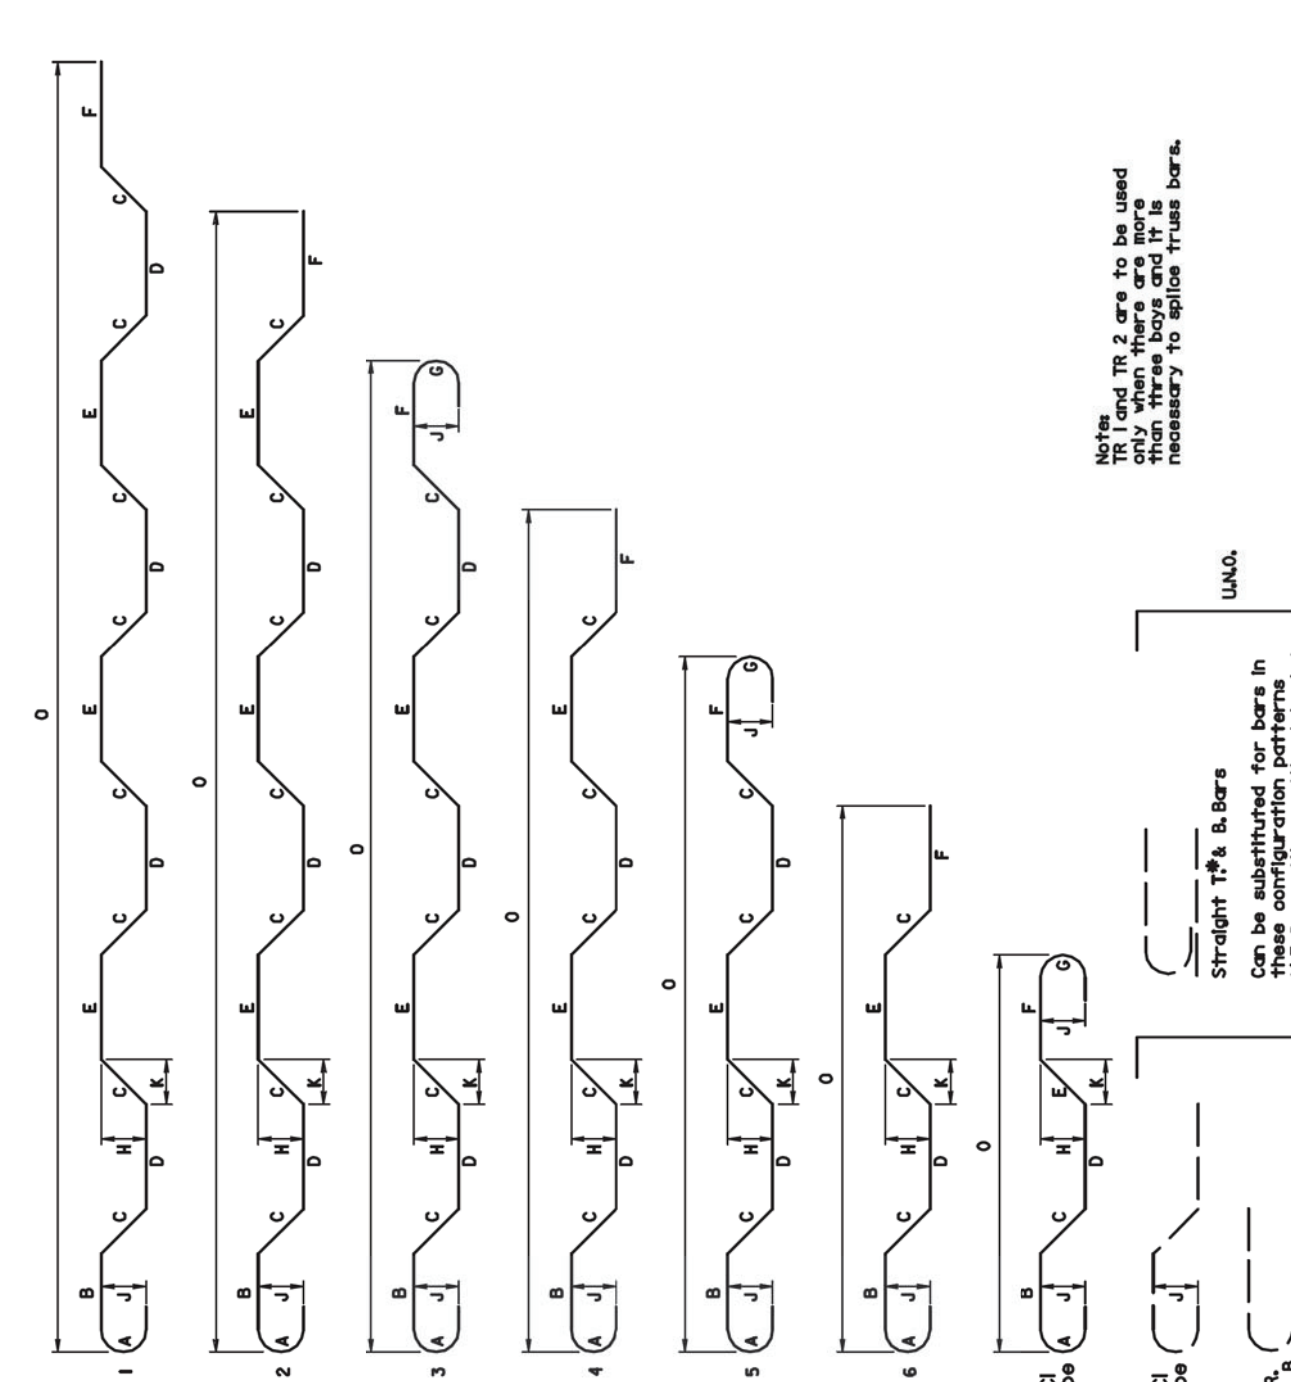 O
B E E E F
1 A J C H C C C C C C C
D K D D D
O
B E E E
2 A J C H C C C C C C
D K D D F
O
B E E F
3 A J C H C C C C C J G
D K D D
O
B E E
4 A J C H C C C C
D K D F
O
B E F
5 A J C H C C C J G
D K D
O
B E
6 A J C H C C
D K F
O
B F
A J C H E J G
D K
J
Note:
TR 1 and TR 2 are to be used
only when there are more
than three bays and it is
necessary to splice truss bars.
U.N.O.
Straight T.* & B. Bars
Can be substituted for bars in
these configuration patterns